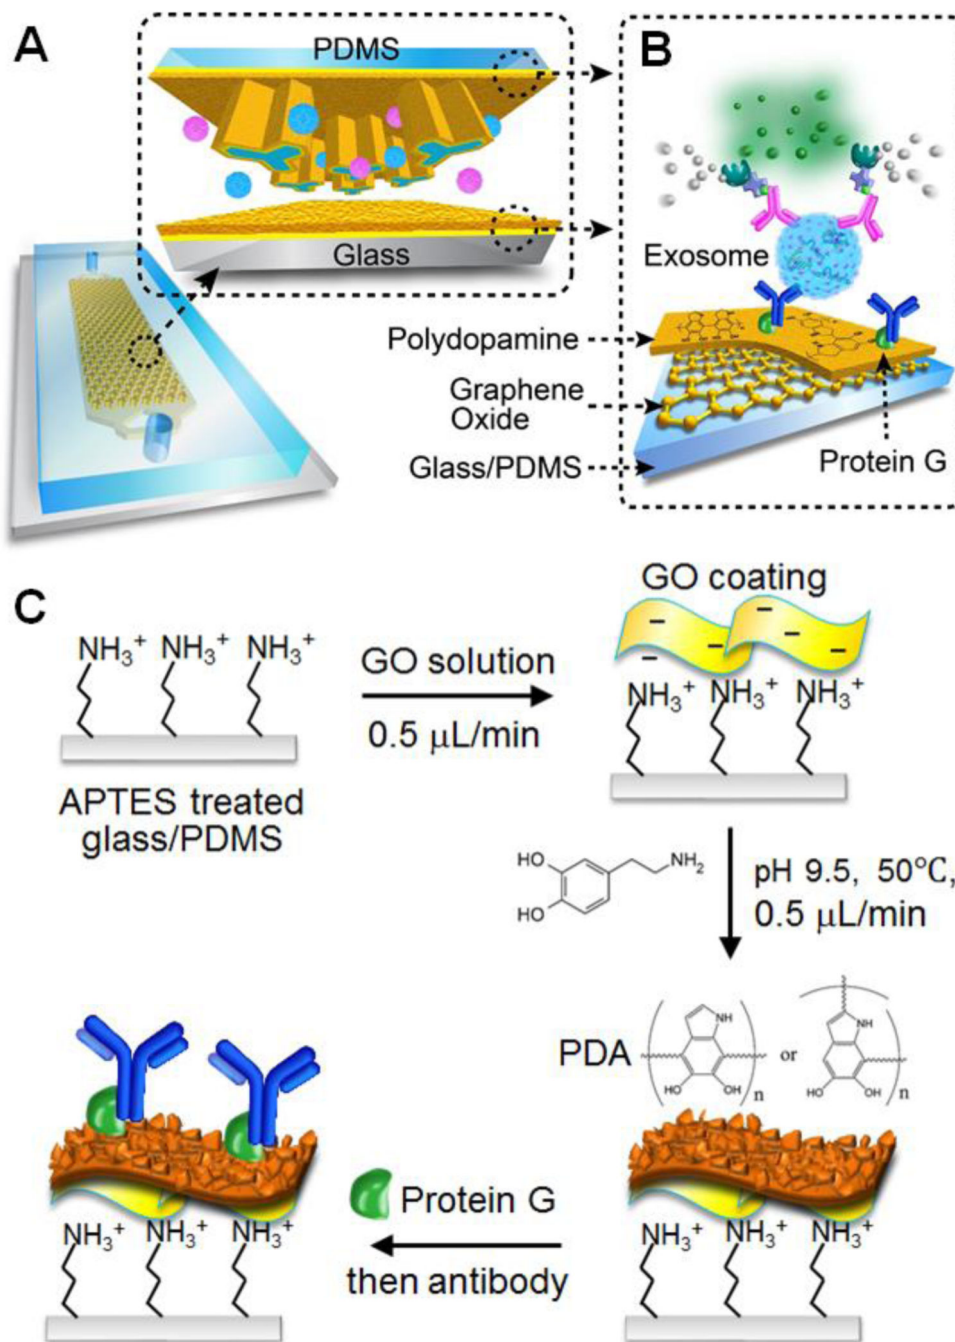 A
PDMS
Glass
B
Exosome
Polydopamine
Graphene
Oxide
Glass/PDMS
Protein G
C
NH3+ NH3+ NH3+
APTES treated
glass/PDMS
GO solution
0.5 μL/min
GO coating
NH3+ NH3+ NH3+
HO
HO
NH2
pH 9.5, 50°C,
0.5 μL/min
PDA
NH
HO OH
n
or
NH
HO OH
n
NH3+ NH3+ NH3+
Protein G
then antibody
NH3+ NH3+ NH3+